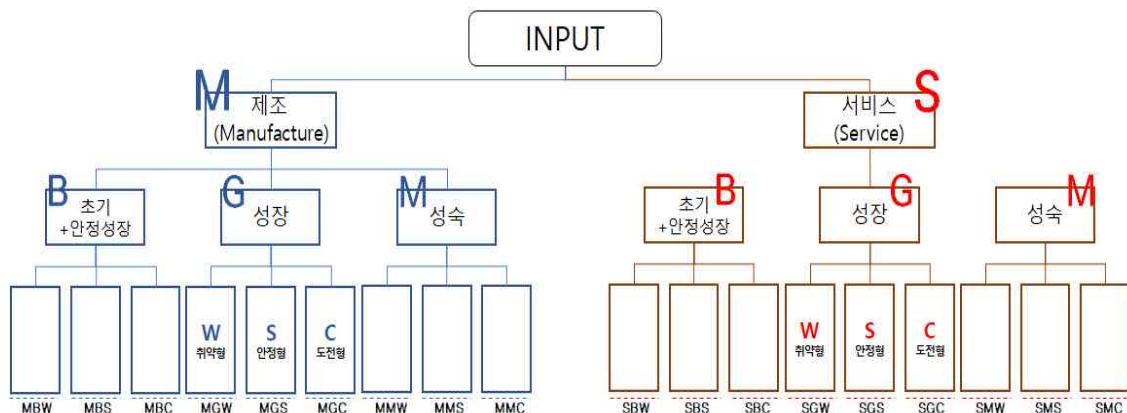 INPUT
M 제조
(Manufacture)
서비스 S
(Service)
B 초기
+안정성장
G 성장
M 성숙
초기 B
+안정성장
성장 G
성숙 M
W
취약형
S
안정형
C
도전형
W
취약형
S
안정형
C
도전형
MBW MBS MBC MGW MGS MGC MMW MMS MMC
SBW SBS SBC SGW SGS SGC SMW SMS SMC